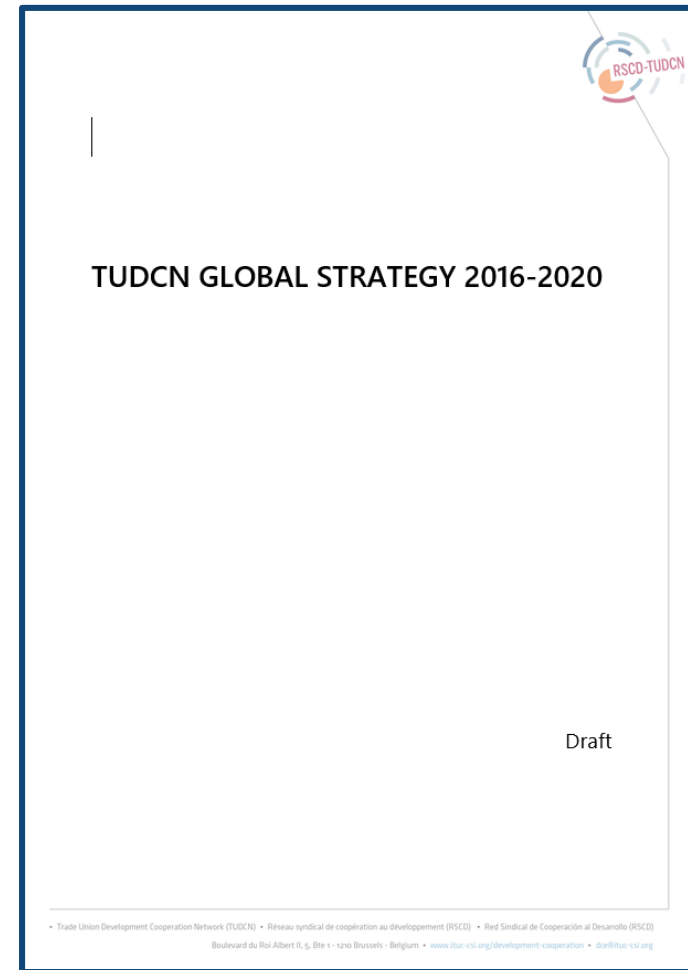 RSCD-TUDCN
TUDCN GLOBAL STRATEGY 2016-2020
Draft
• Trade Union Development Cooperation Network (TUDCN) • Réseau syndical de coopération au développement (RSCD) • Red Sindical de Cooperación al Desarrollo (RSCD)
Boulevard du Roi Albert II, 5, Bte 1 - 1210 Brussels - Belgium • www.ituc-csi.org/development-cooperation • dce@ituc-csi.org